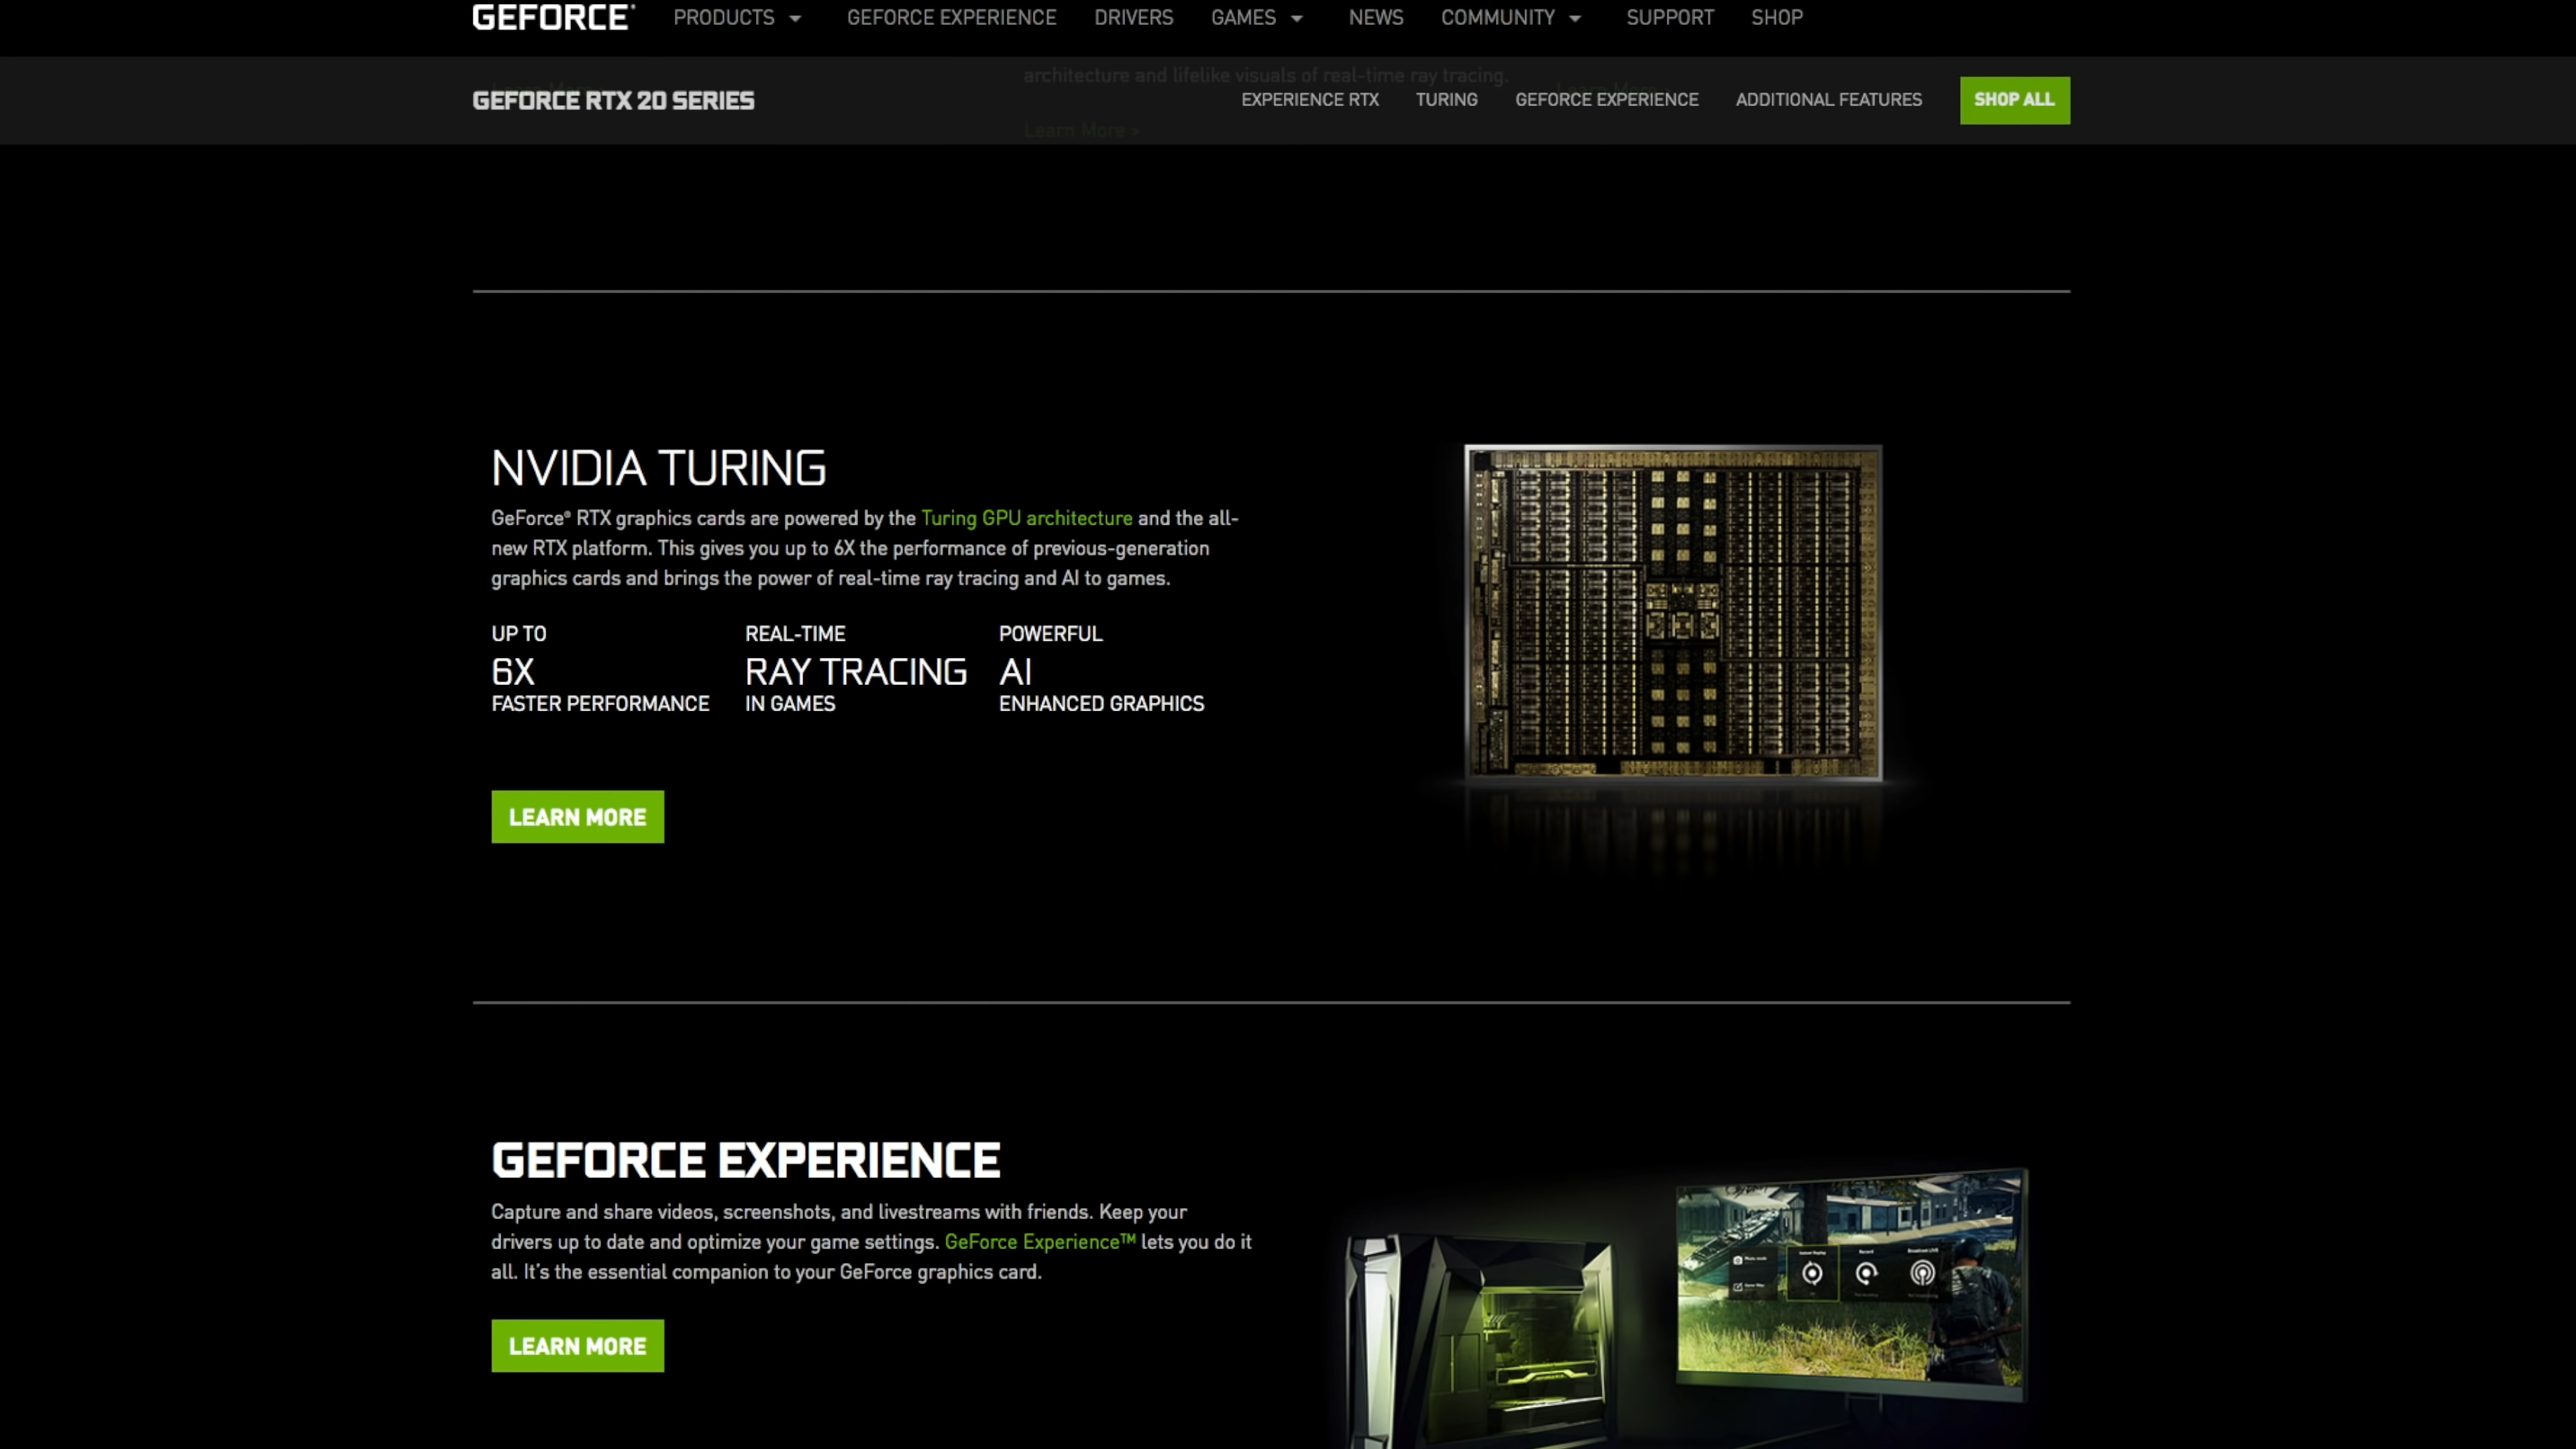 GEFORCE® PRODUCTS GEFORCE EXPERIENCE DRIVERS GAMES NEWS COMMUNITY SUPPORT SHOP
architecture and lifelike visuals of real-time ray tracing.
GEFORCE RTX 20 SERIES EXPERIENCE RTX TURING GEFORCE EXPERIENCE ADDITIONAL FEATURES SHOP ALL
Learn More >
NVIDIA TURING
GeForce® RTX graphics cards are powered by the Turing GPU architecture and the all-
new RTX platform. This gives you up to 6X the performance of previous-generation
graphics cards and brings the power of real-time ray tracing and AI to games.
UP TO REAL-TIME POWERFUL
6X RAY TRACING AI
FASTER PERFORMANCE IN GAMES ENHANCED GRAPHICS
LEARN MORE
GEFORCE EXPERIENCE
Capture and share videos, screenshots, and livestreams with friends. Keep your
drivers up to date and optimize your game settings. GeForce Experience™ lets you do it
all. It's the essential companion to your GeForce graphics card.
Instant Replay Record Broadcast LIVE
Photo mode
LEARN MORE